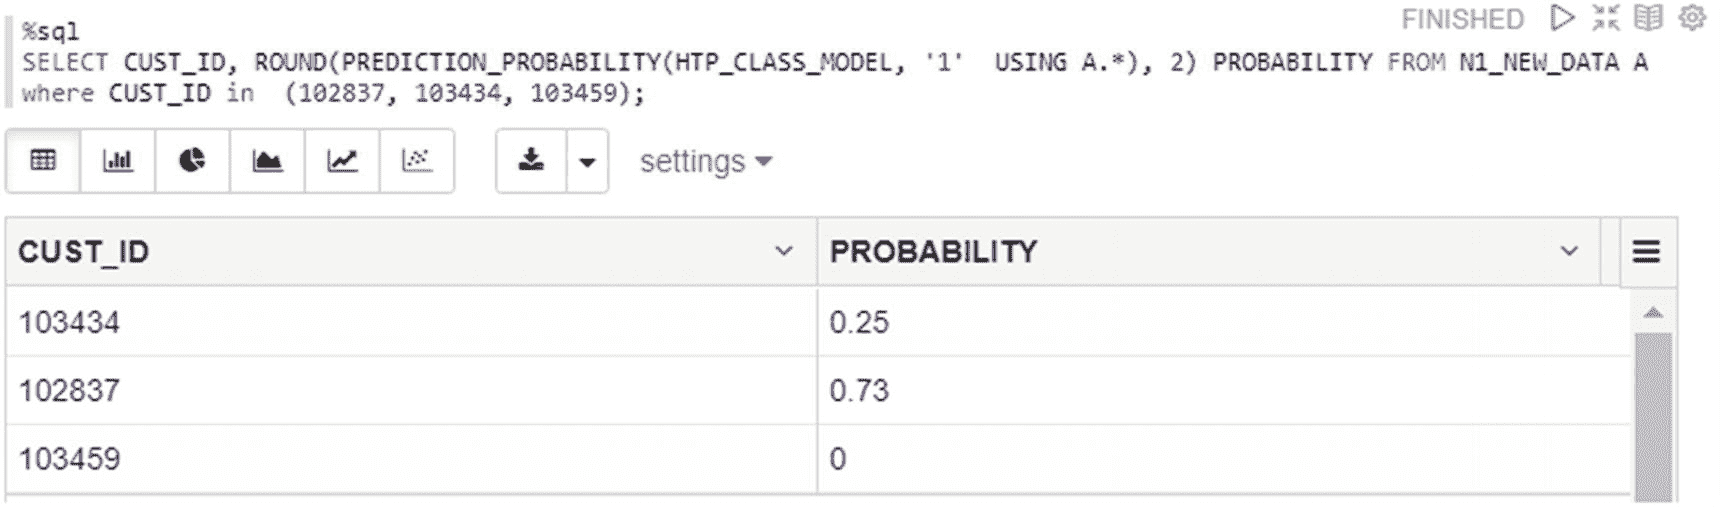 FINISHED
%sql
SELECT CUST_ID, ROUND(PREDICTION_PROBABILITY(HTP_CLASS_MODEL, '1'  USING A.*), 2) PROBABILITY FROM N1_NEW_DATA A
where CUST_ID in  (102837, 103434, 103459);
settings
CUST_ID PROBABILITY
103434 0.25
102837 0.73
103459 0